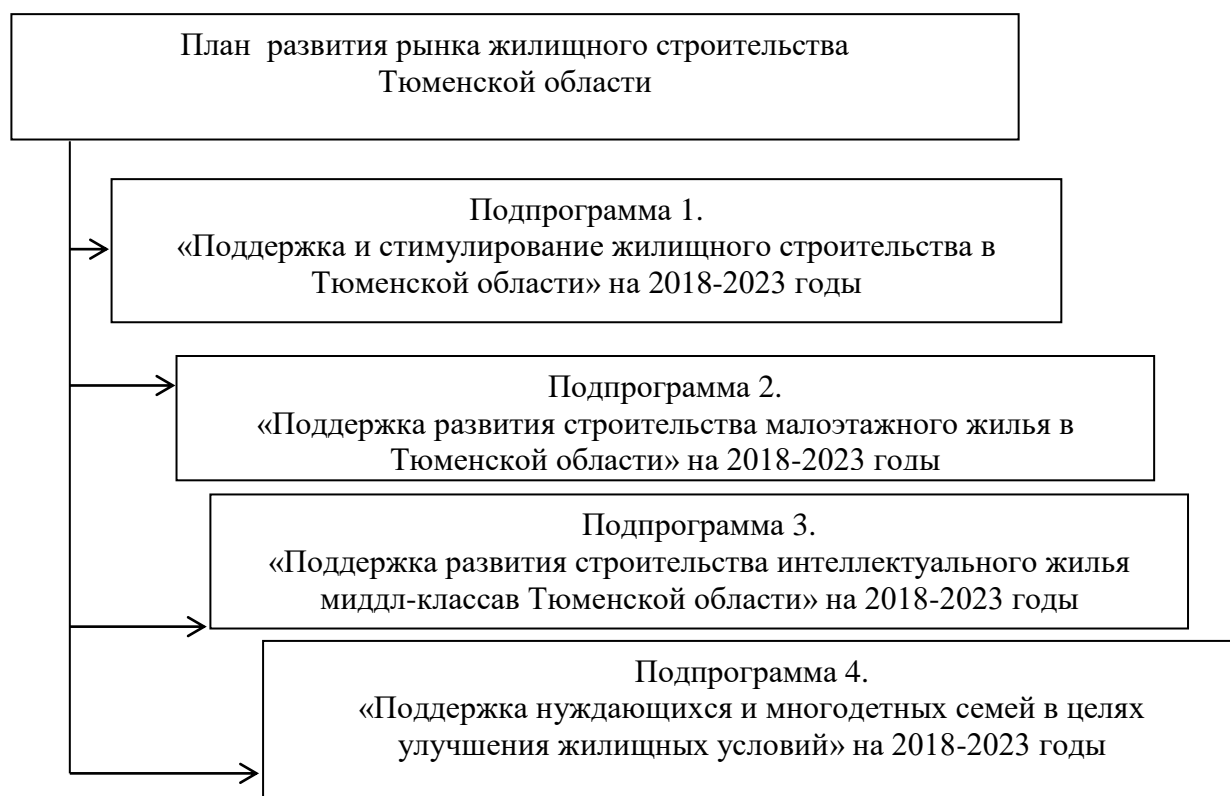 План  развития рынка жилищного строительства
Тюменской области
Подпрограмма 1.
«Поддержка и стимулирование жилищного строительства в
Тюменской области» на 2018-2023 годы
Подпрограмма 2.
«Поддержка развития строительства малоэтажного жилья в
Тюменской области» на 2018-2023 годы
Подпрограмма 3.
«Поддержка развития строительства интеллектуального жилья
миддл-классав Тюменской области» на 2018-2023 годы
Подпрограмма 4.
«Поддержка нуждающихся и многодетных семей в целях
улучшения жилищных условий» на 2018-2023 годы